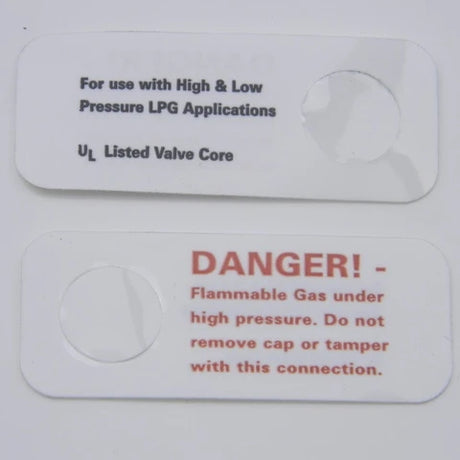 For use with High & Low
Pressure LPG Applications
UL Listed Valve Core
DANGER! -
Flammable Gas under
high pressure. Do not
remove cap or tamper
with this connection.